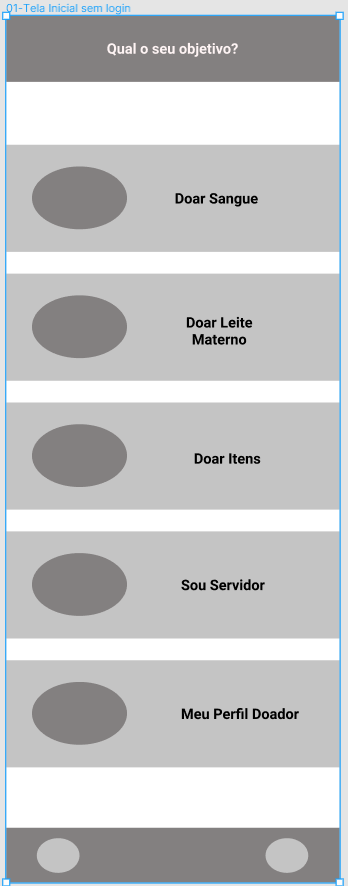 01-Tela Inicial sem login
Qual o seu objetivo?
Doar Sangue
Doar Leite
Materno
Doar Itens
Sou Servidor
Meu Perfil Doador